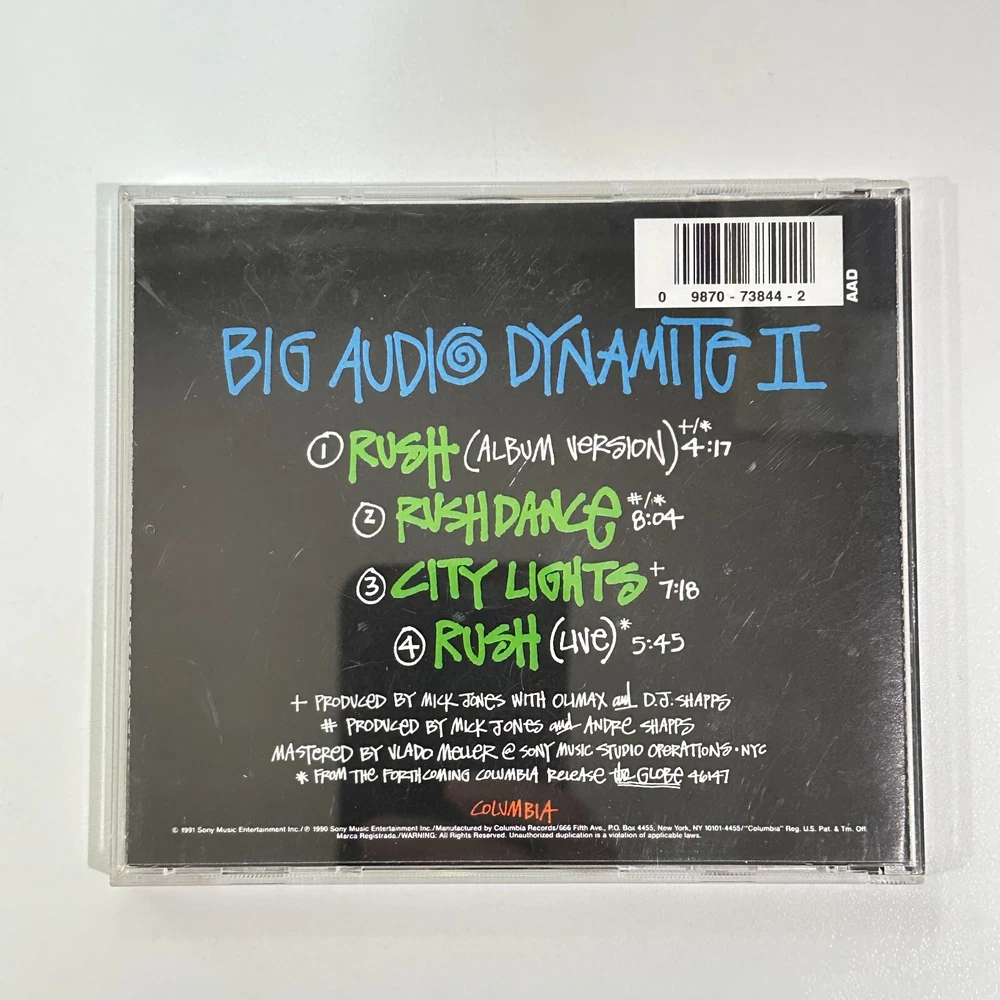 0 9870 - 73844 - 2
AAD
BIG AUDIO DYNAMITE II
1 RUSH (ALBUM VERSION) +/* 4:17
2 RUSH DANCE #/* 8:04
3 CITY LIGHTS + 7:18
4 RUSH (LIVE) * 5:45
+ PRODUCED BY MICK JONES WITH OLIMAX and D.J. SHAPPS
# PRODUCED BY MICK JONES and ANDRE SHAPPS
MASTERED BY VLADO MELLER @ SONY MUSIC STUDIO OPERATIONS • NYC
* FROM THE FORTHCOMING COLUMBIA RELEASE the GLOBE 46147
COLUMBIA
© 1991 Sony Music Entertainment Inc./℗ 1990 Sony Music Entertainment Inc./Manufactured by Columbia Records/666 Fifth Ave., P.O. Box 4455, New York, NY 10101-4455/"Columbia" Reg. U.S. Pat. & Tm. Off.
Marca Registrada./WARNING: All Rights Reserved. Unauthorized duplication is a violation of applicable laws.